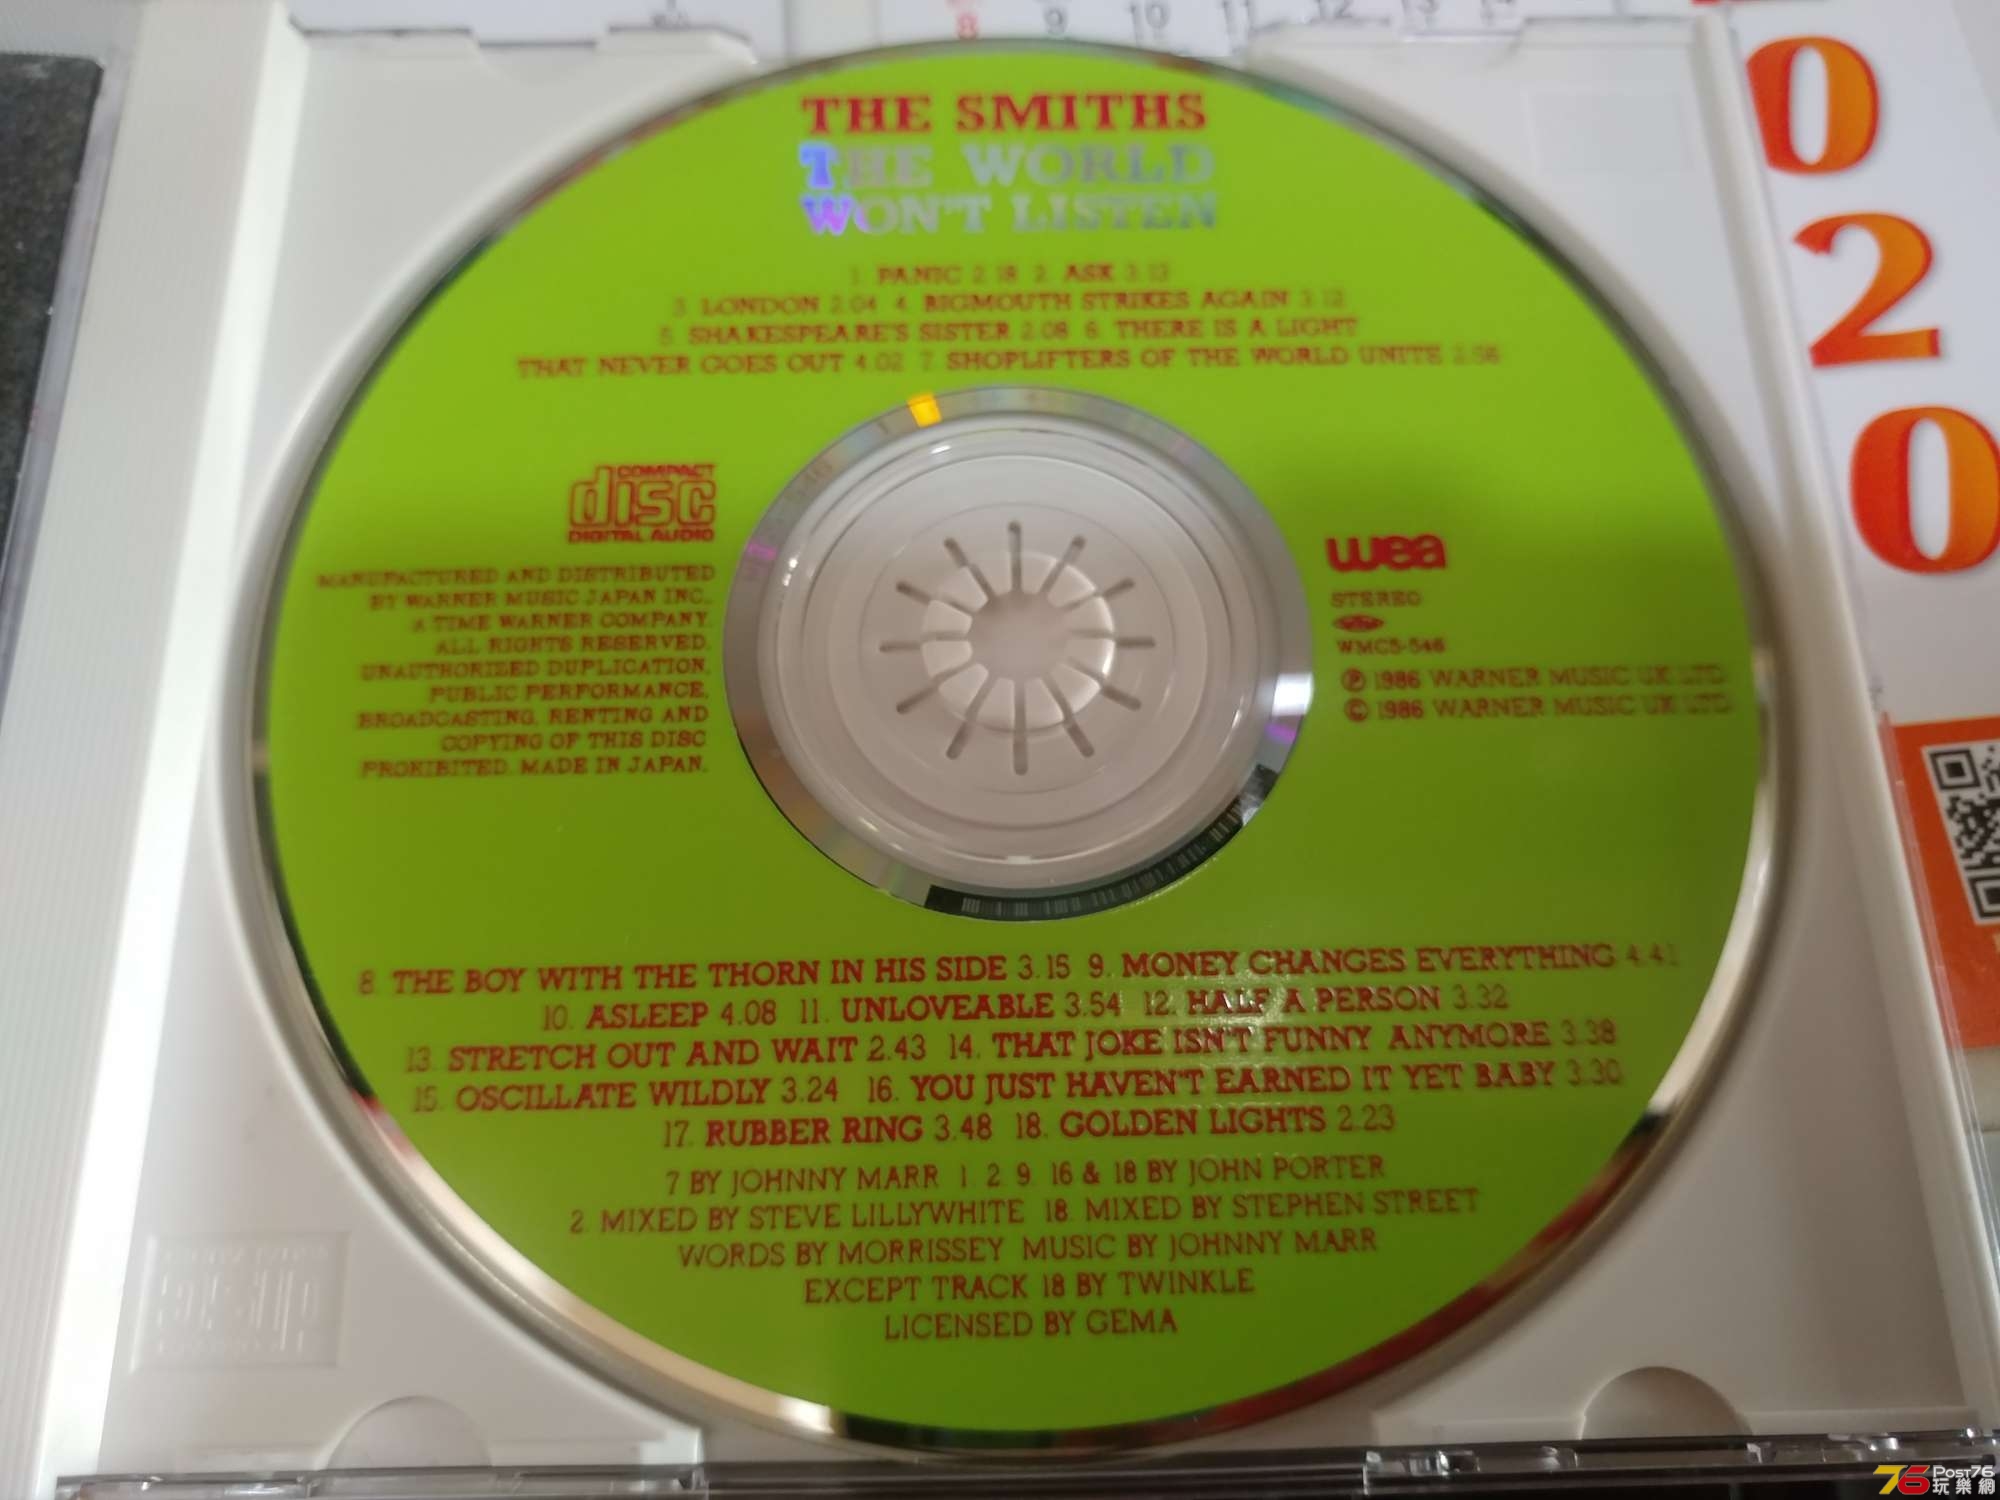 8 9 10 11 12 13 14
0
2
0
THE SMITHS
THE WORLD
WON'T LISTEN
1. PANIC 2.18 2. ASK 3.13
3. LONDON 2.04 4. BIGMOUTH STRIKES AGAIN 3.12
5. SHAKESPEARE'S SISTER 2.08 6. THERE IS A LIGHT
THAT NEVER GOES OUT 4.02 7. SHOPLIFTERS OF THE WORLD UNITE 2.56
COMPACT
disc
DIGITAL AUDIO
MANUFACTURED AND DISTRIBUTED
BY WARNER MUSIC JAPAN INC.,
A TIME WARNER COMPANY.
ALL RIGHTS RESERVED.
UNAUTHORIZED DUPLICATION,
PUBLIC PERFORMANCE,
BROADCASTING, RENTING AND
COPYING OF THIS DISC
PROHIBITED. MADE IN JAPAN.
wea
STEREO
WMC5-546
℗ 1986 WARNER MUSIC UK LTD
© 1986 WARNER MUSIC UK LTD
8. THE BOY WITH THE THORN IN HIS SIDE 3.15 9. MONEY CHANGES EVERYTHING 4.41
10. ASLEEP 4.08 11. UNLOVEABLE 3.54 12. HALF A PERSON 3.32
13. STRETCH OUT AND WAIT 2.43 14. THAT JOKE ISN'T FUNNY ANYMORE 3.38
15. OSCILLATE WILDLY 3.24 16. YOU JUST HAVEN'T EARNED IT YET BABY 3.30
17. RUBBER RING 3.48 18. GOLDEN LIGHTS 2.23
7 BY JOHNNY MARR 1 2 9 16 & 18 BY JOHN PORTER
2. MIXED BY STEVE LILLYWHITE 18. MIXED BY STEPHEN STREET
WORDS BY MORRISSEY MUSIC BY JOHNNY MARR
EXCEPT TRACK 18 BY TWINKLE
LICENSED BY GEMA
76 Post76
玩樂網